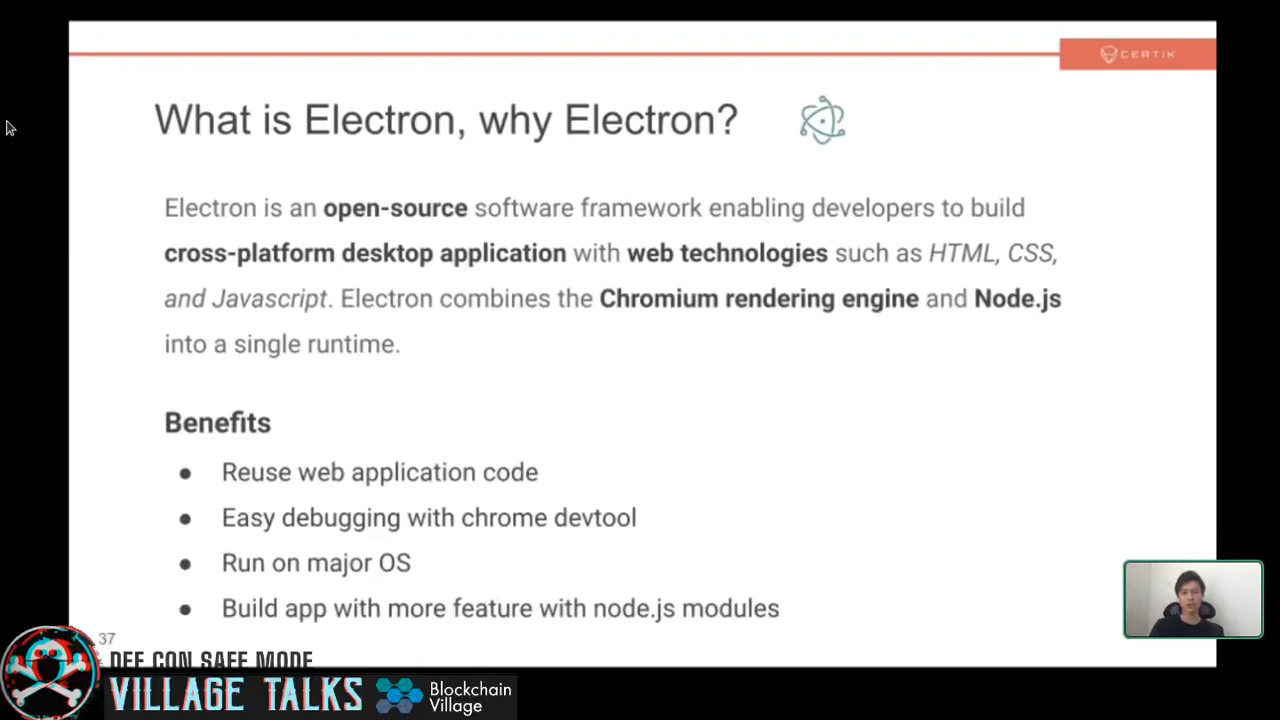 CERTIK
What is Electron, why Electron?
Electron is an open-source software framework enabling developers to build
cross-platform desktop application with web technologies such as HTML, CSS,
and Javascript. Electron combines the Chromium rendering engine and Node.js
into a single runtime.
Benefits
● Reuse web application code
● Easy debugging with chrome devtool
● Run on major OS
● Build app with more feature with node.js modules
37
DEF CON SAFE MODE
VILLAGE TALKS
Blockchain
Village